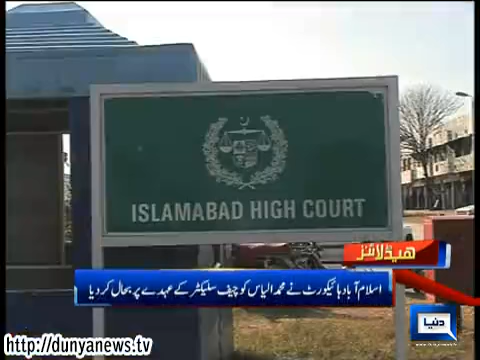 ISLAMABAD HIGH COURT
ہیڈلائنز
اسلام آباد ہائیکورٹ نے محمد الیاس کو چیف سلیکٹر کے عہدے پر بحال کر دیا
http://dunyanews.tv
دنیا